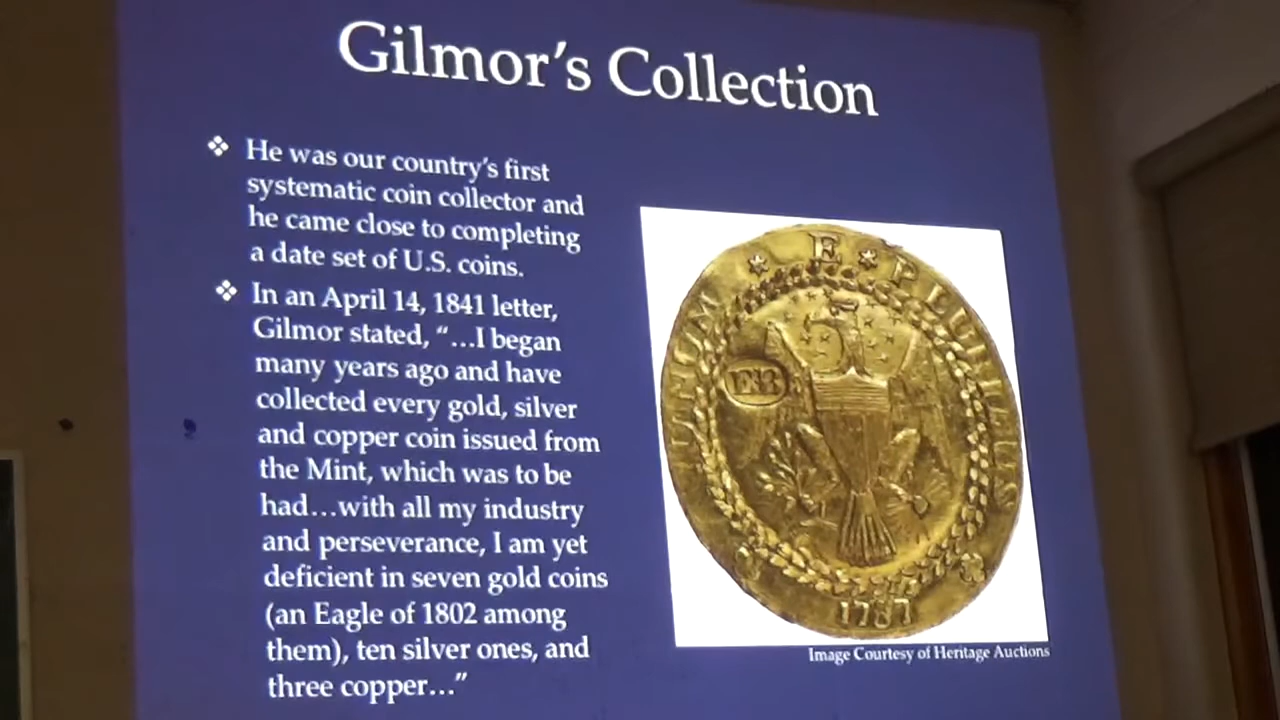 Gilmor's Collection
❖ He was our country's first
systematic coin collector and
he came close to completing
a date set of U.S. coins.
❖ In an April 14, 1841 letter,
Gilmor stated, "…I began
many years ago and have
collected every gold, silver
and copper coin issued from
the Mint, which was to be
had…with all my industry
and perseverance, I am yet
deficient in seven gold coins
(an Eagle of 1802 among
them), ten silver ones, and
three copper…"
UNUM ★ E ★ PLURIBUS
1787
Image Courtesy of Heritage Auctions